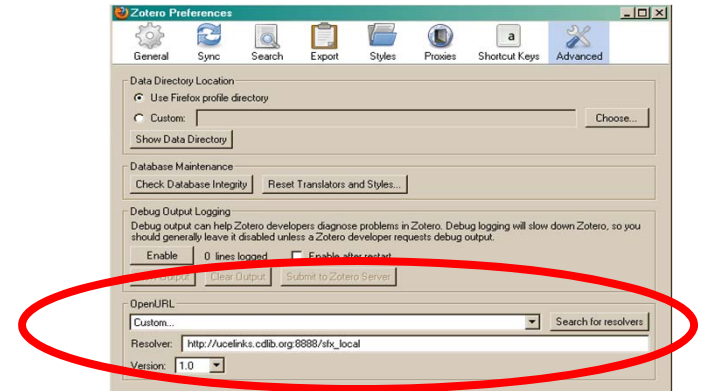 Zotero Preferences
General Sync Search Export Styles Proxies a Shortcut Keys Advanced
Data Directory Location
Use Firefox profile directory
Custom: Choose...
Show Data Directory
Database Maintenance
Check Database Integrity Reset Translators and Styles...
Debug Output Logging
Debug output can help Zotero developers diagnose problems in Zotero. Debug logging will slow down Zotero, so you
should generally leave it disabled unless a Zotero developer requests debug output.
Enable 0 lines logged Enable after restart
Output Clear Output Submit to Zotero Server
OpenURL
Custom... Search for resolvers
Resolver: http://ucelinks.cdlib.org:8888/sfx_local
Version: 1.0